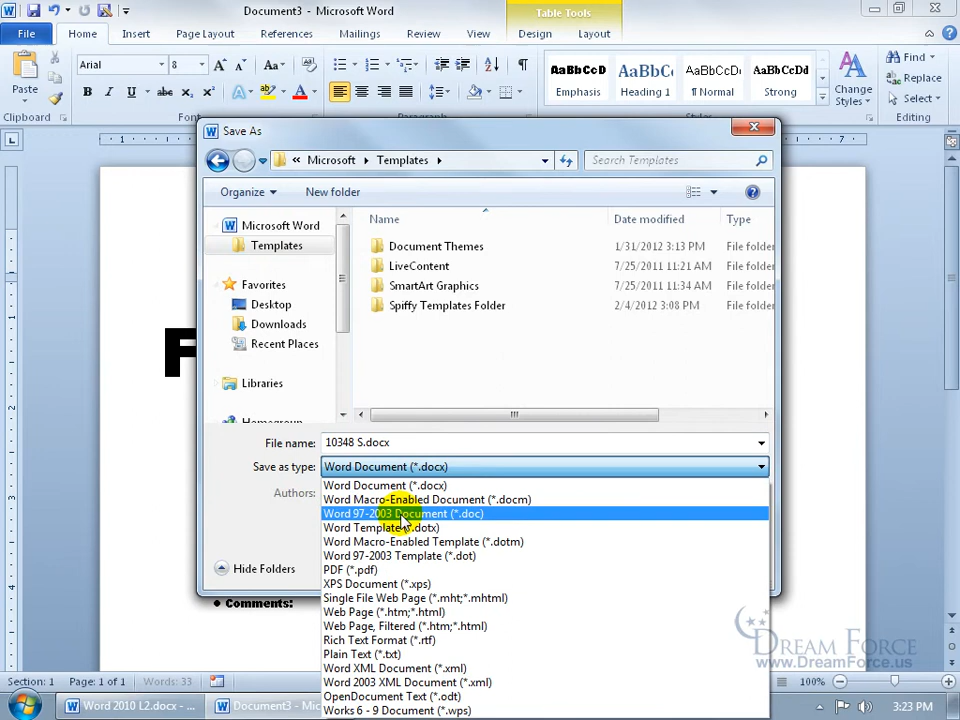 Document3 - Microsoft Word
Table Tools
File Home Insert Page Layout References Mailings Review View Design Layout
Arial 8
Aa
Find
Replace
Select
Paste
B I U abc x₂ x²
AaBbCcD AaBbCc AaBbCcDc AaBbCcDd
Emphasis Heading 1 ¶ Normal Strong
Change Styles
Clipboard Editing
Save As
« Microsoft Templates
Search Templates
Organize New folder
Microsoft Word
Templates
Favorites
Desktop
Downloads
Recent Places
Libraries
Name Date modified Type
Document Themes 1/31/2012 3:13 PM File folder
LiveContent 7/25/2011 11:21 AM File folder
SmartArt Graphics 7/25/2011 11:34 AM File folder
Spiffy Templates Folder 2/4/2012 3:08 PM File folder
File name: 10348 S.docx
Save as type: Word Document (*.docx)
Authors:
Word Document (*.docx)
Word Macro-Enabled Document (*.docm)
Word 97-2003 Document (*.doc)
Word Template (*.dotx)
Word Macro-Enabled Template (*.dotm)
Word 97-2003 Template (*.dot)
PDF (*.pdf)
XPS Document (*.xps)
Single File Web Page (*.mht;*.mhtml)
Web Page (*.htm;*.html)
Web Page, Filtered (*.htm;*.html)
Rich Text Format (*.rtf)
Plain Text (*.txt)
Word XML Document (*.xml)
Word 2003 XML Document (*.xml)
OpenDocument Text (*.odt)
Works 6 - 9 Document (*.wps)
Hide Folders
Comments:
DREAM FORCE
www.DreamForce.us
Section: 1 Page: 1 of 1 Words: 33
100%
Word 2010 L2.docx - ... Document3 - Mi
3:23 PM